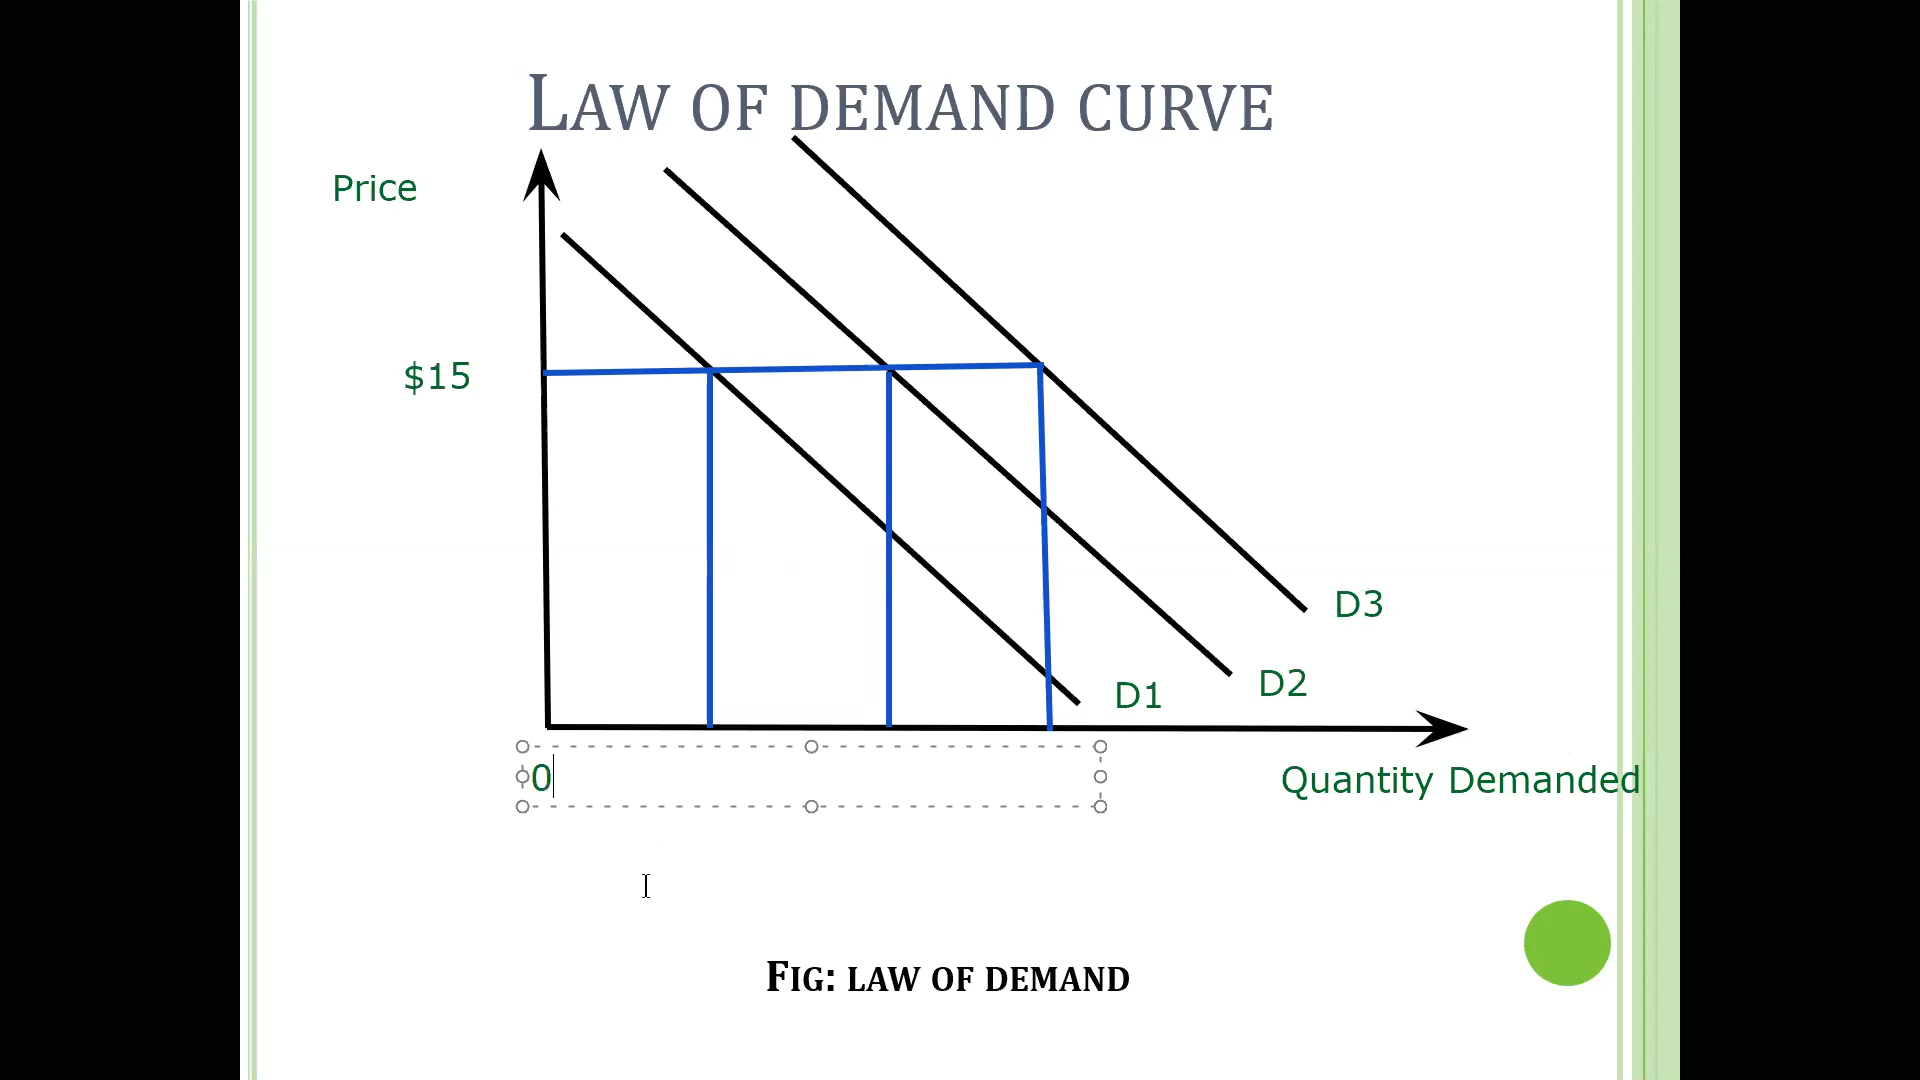 LAW OF DEMAND CURVE
Price
$15
D3
D2
D1
0
Quantity Demanded
FIG: LAW OF DEMAND